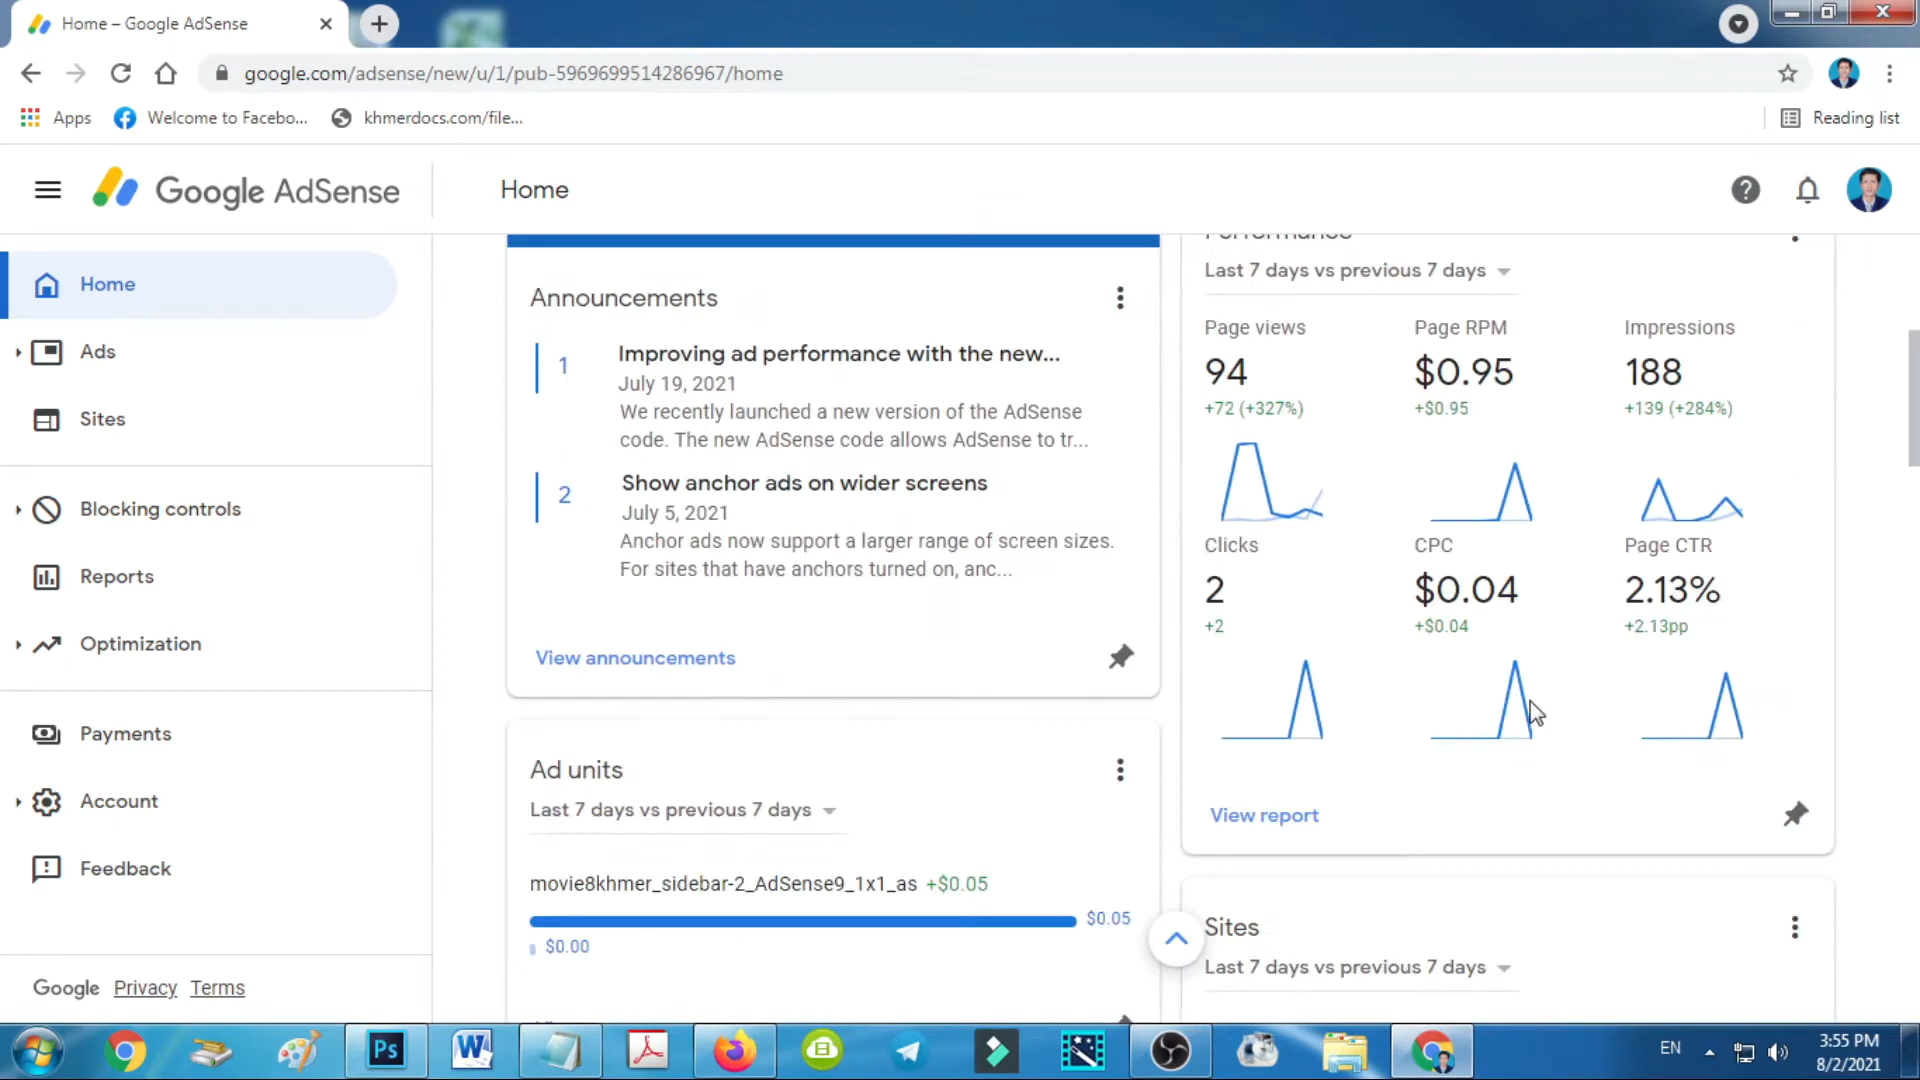 Home – Google AdSense
google.com/adsense/new/u/1/pub-5969699514286967/home
Apps
Welcome to Facebo...
khmerdocs.com/file...
Reading list
Google AdSense
Home
Home
Ads
Sites
Blocking controls
Reports
Optimization
Payments
Account
Feedback
Google Privacy Terms
Announcements
1
Improving ad performance with the new...
July 19, 2021
We recently launched a new version of the AdSense
code. The new AdSense code allows AdSense to tr...
2
Show anchor ads on wider screens
July 5, 2021
Anchor ads now support a larger range of screen sizes.
For sites that have anchors turned on, anc...
View announcements
Ad units
Last 7 days vs previous 7 days
movie8khmer_sidebar-2_AdSense9_1x1_as +$0.05
$0.05
$0.00
Performance
Last 7 days vs previous 7 days
Page views
94
+72 (+327%)
Page RPM
$0.95
+$0.95
Impressions
188
+139 (+284%)
Clicks
2
+2
CPC
$0.04
+$0.04
Page CTR
2.13%
+2.13pp
View report
Sites
Last 7 days vs previous 7 days
Ps
W
EN
3:55 PM
8/2/2021